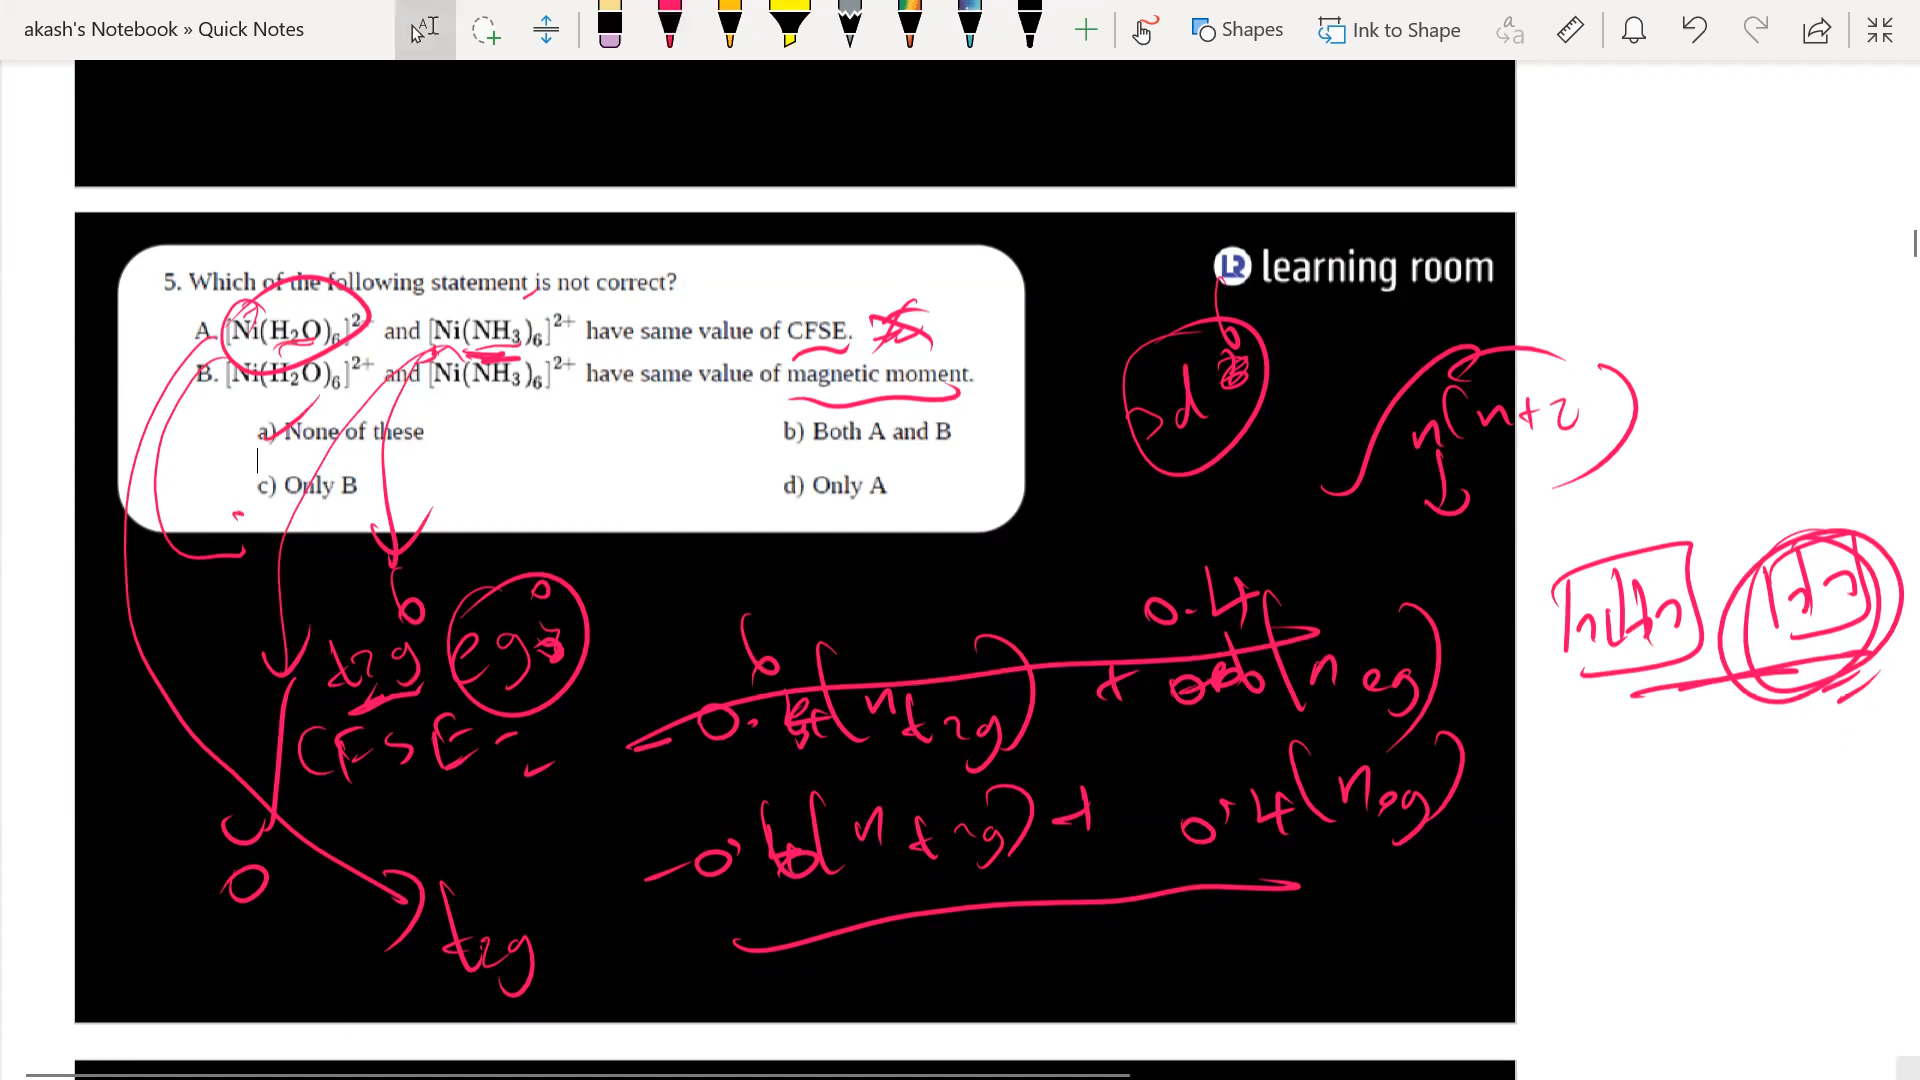 akash's Notebook » Quick Notes
Shapes
Ink to Shape
learning room
5. Which of the following statement is not correct?
A. [Ni(H₂O)₆]²⁺ and [Ni(NH₃)₆]²⁺ have same value of CFSE.
B. [Ni(H₂O)₆]²⁺ and [Ni(NH₃)₆]²⁺ have same value of magnetic moment.
a) None of these
b) Both A and B
c) Only B
d) Only A
n(n+2
t2g eg
CFSE =
0.4
(n t2g) + (n eg)
(n t2g) + 0.4(n eg)
t2g